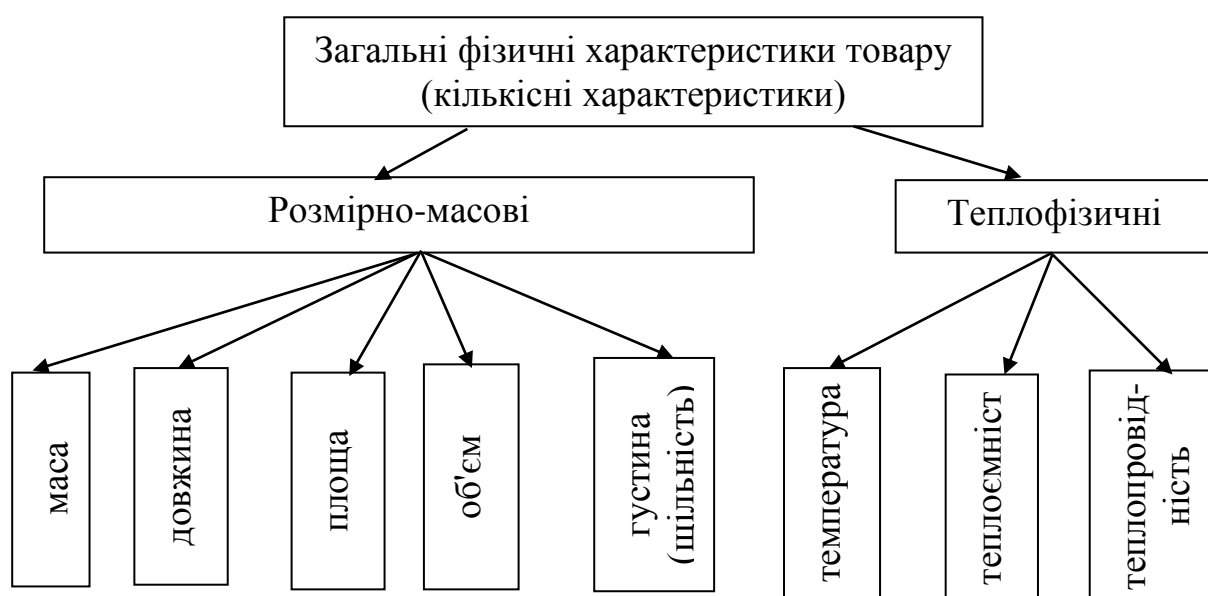 Загальні фізичні характеристики товару
(кількісні характеристики)
Розмірно-масові
Теплофізичні
маса
довжина
площа
об'єм
густина
(щільність)
температура
теплоємніст
теплопровід-
ність